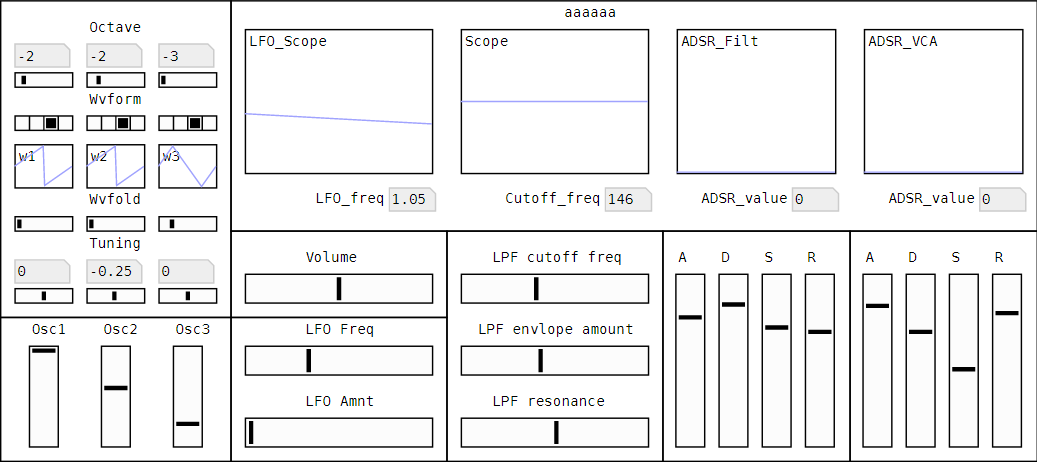 Octave
-2 -2 -3
Wvform
w1 w2 w3
Wvfold
Tuning
0 -0.25 0
Osc1 Osc2 Osc3
aaaaaa
LFO_Scope Scope ADSR_Filt ADSR_VCA
LFO_freq 1.05 Cutoff_freq 146 ADSR_value 0 ADSR_value 0
Volume
LFO Freq
LFO Amnt
LPF cutoff freq
LPF envlope amount
LPF resonance
A D S R
A D S R